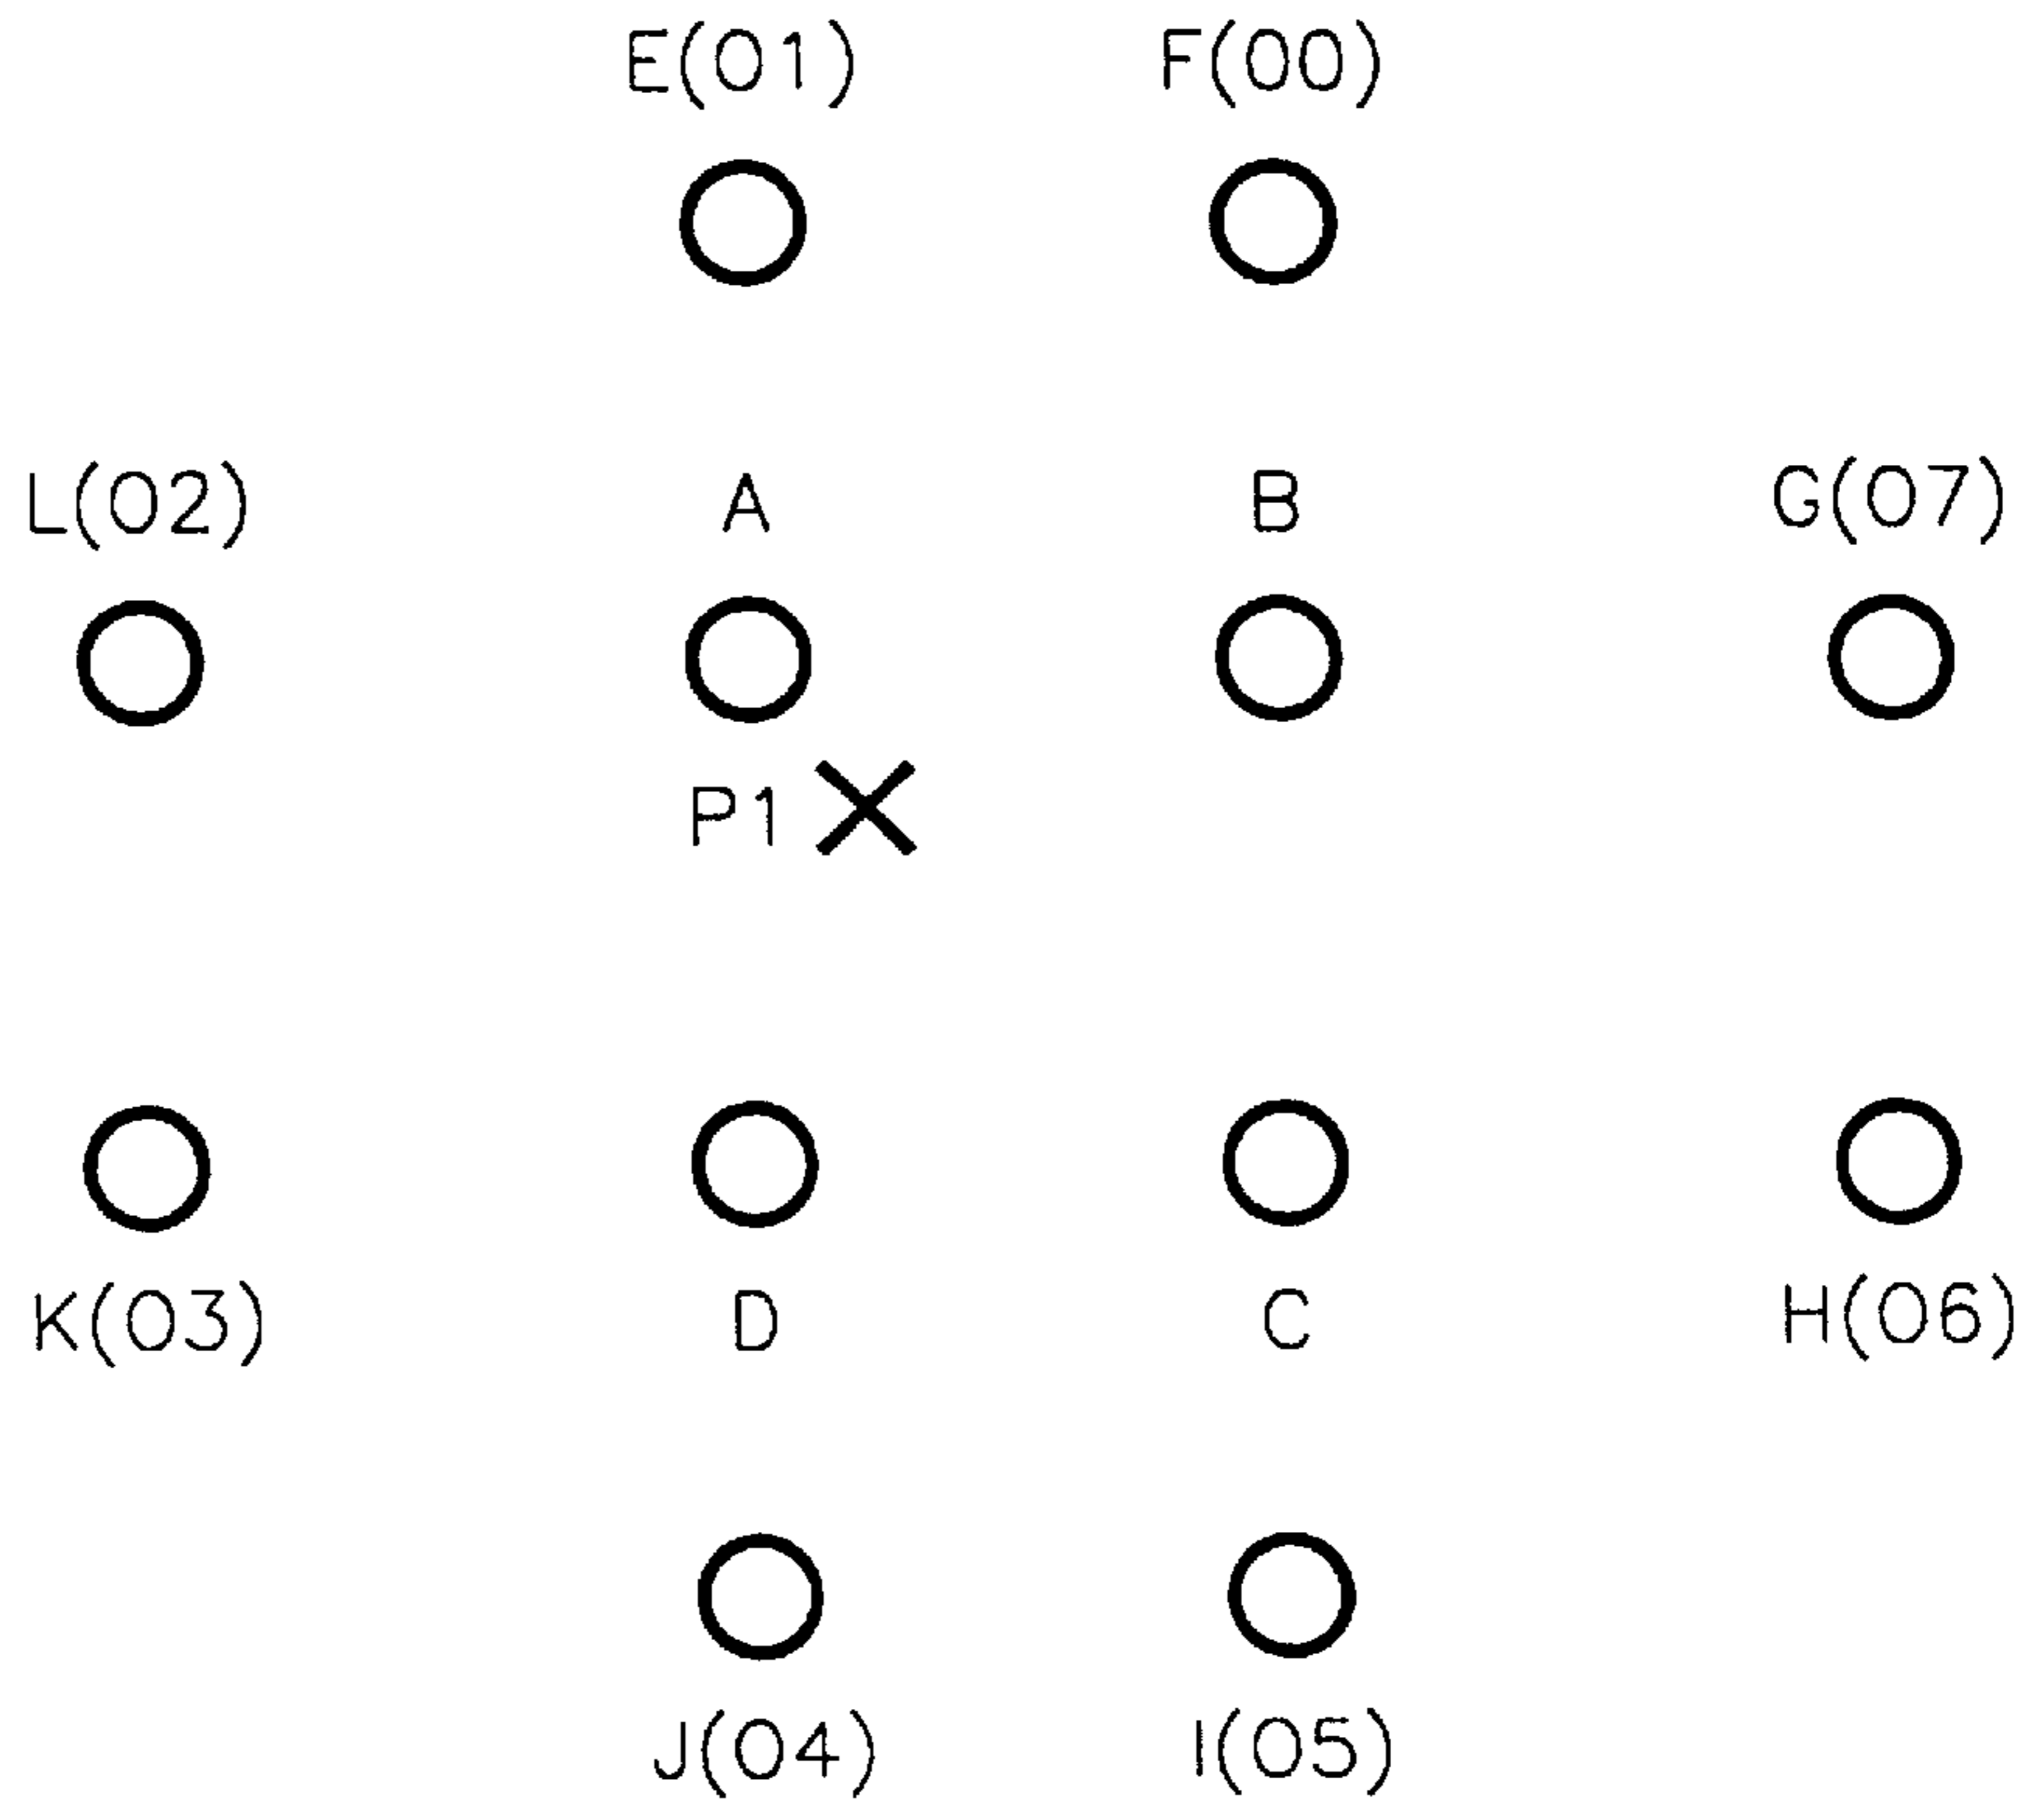 E(01) F(00)
L(02) A B G(07)
P1
K(03) D C H(06)
J(04) I(05)